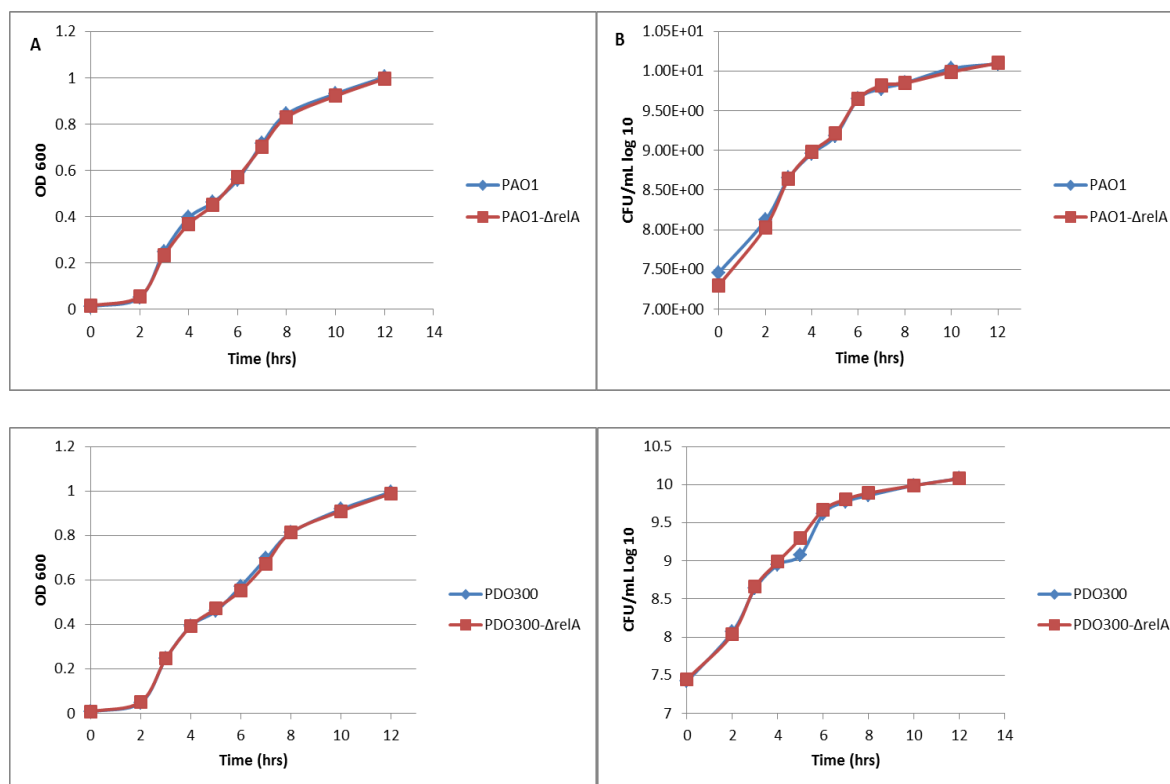 A
1.2
1
0.8
0.6
0.4
0.2
0
0 2 4 6 8 10 12 14
OD 600
Time (hrs)
PAO1
PAO1-ΔrelA
B
1.05E+01
1.00E+01
9.50E+00
9.00E+00
8.50E+00
8.00E+00
7.50E+00
7.00E+00
0 2 4 6 8 10 12
CFU/mL log 10
Time (hrs)
PAO1
PAO1-ΔrelA
1.2
1
0.8
0.6
0.4
0.2
0
0 2 4 6 8 10 12
OD 600
Time (hrs)
PDO300
PDO300-ΔrelA
10.5
10
9.5
9
8.5
8
7.5
7
0 2 4 6 8 10 12 14
CFU/mL Log 10
Time (hrs)
PDO300
PDO300-ΔrelA